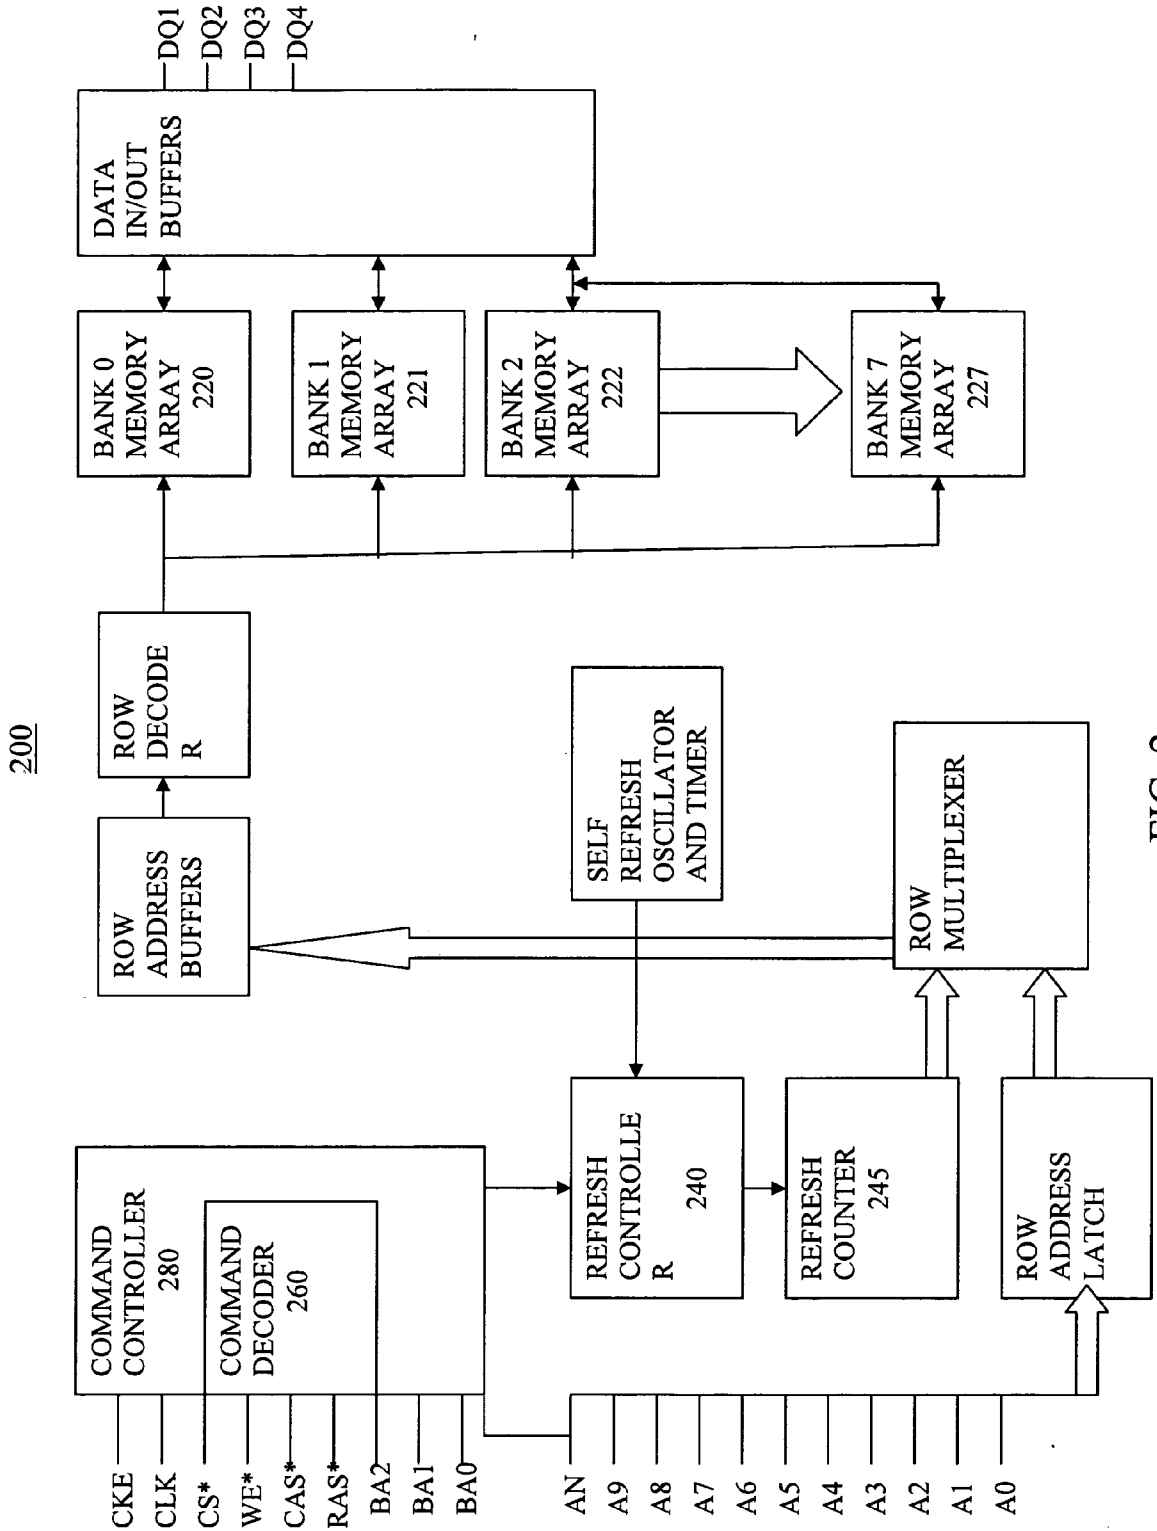 200
COMMAND
CONTROLLER
280
COMMAND
DECODER
260
CKE
CLK
CS*
WE*
CAS*
RAS*
BA2
BA1
BA0
AN
A9
A8
A7
A6
A5
A4
A3
A2
A1
A0
REFRESH
CONTROLLE
R
240
REFRESH
COUNTER
245
ROW
ADDRESS
LATCH
ROW
ADDRESS
BUFFERS
ROW
DECODE
R
SELF
REFRESH
OSCILLATOR
AND TIMER
ROW
MULTIPLEXER
BANK 0
MEMORY
ARRAY
220
BANK 1
MEMORY
ARRAY
221
BANK 2
MEMORY
ARRAY
222
BANK 7
MEMORY
ARRAY
227
DATA
IN/OUT
BUFFERS
DQ1
DQ2
DQ3
DQ4